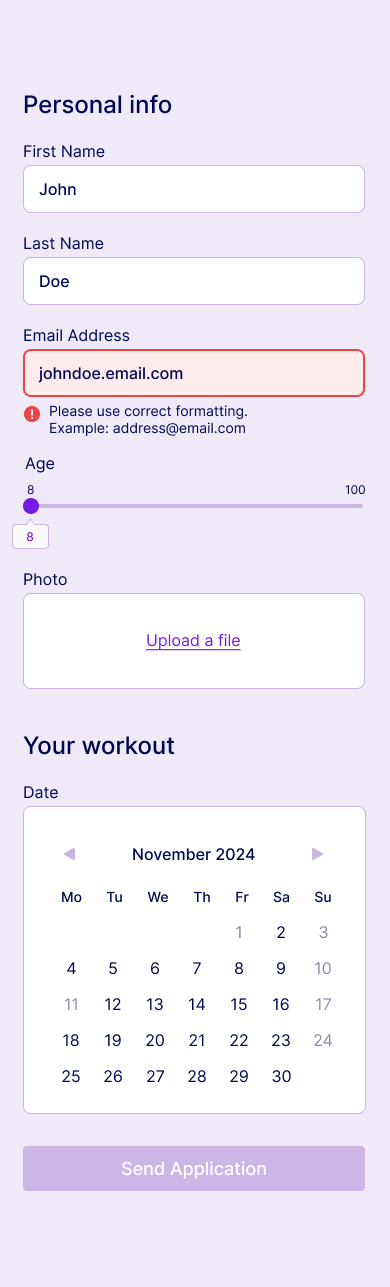 Personal info
First Name
John
Last Name
Doe
Email Address
johndoe.email.com
Please use correct formatting.
Example: address@email.com
Age
8 100
8
Photo
Upload a file
Your workout
Date
November 2024
Mo Tu We Th Fr Sa Su
1 2 3
4 5 6 7 8 9 10
11 12 13 14 15 16 17
18 19 20 21 22 23 24
25 26 27 28 29 30
Send Application